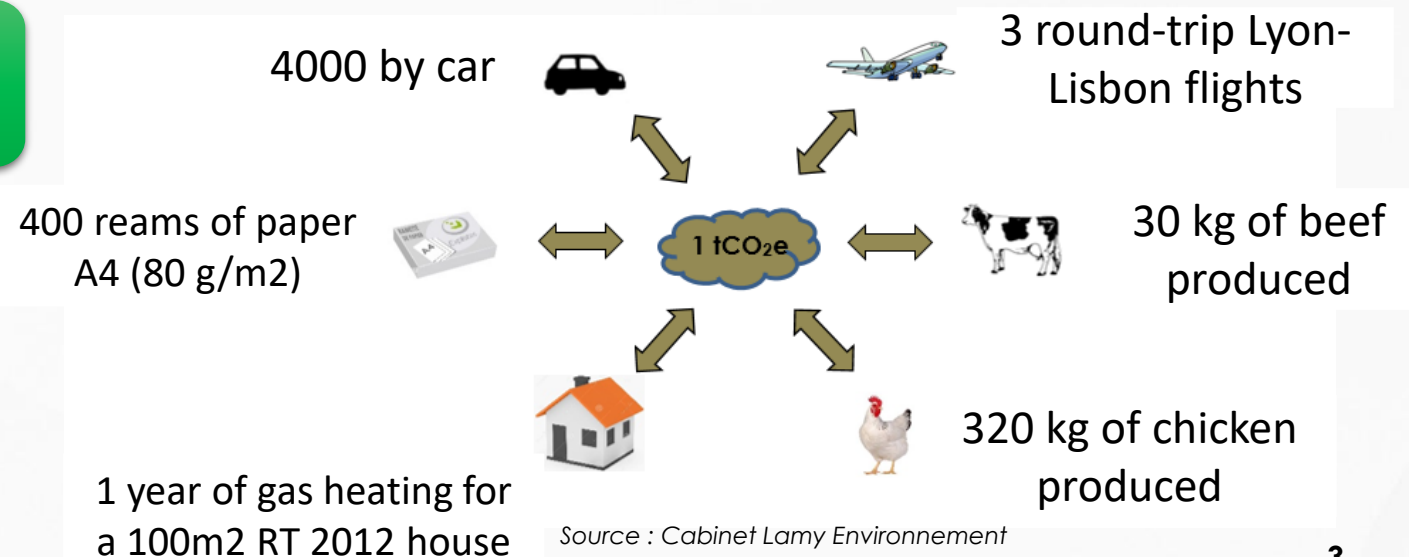 4000 by car
3 round-trip Lyon-
Lisbon flights
400 reams of paper
A4 (80 g/m2)
A4
1 tCO₂e
30 kg of beef
produced
1 year of gas heating for
a 100m2 RT 2012 house
320 kg of chicken
produced
Source : Cabinet Lamy Environnement
3